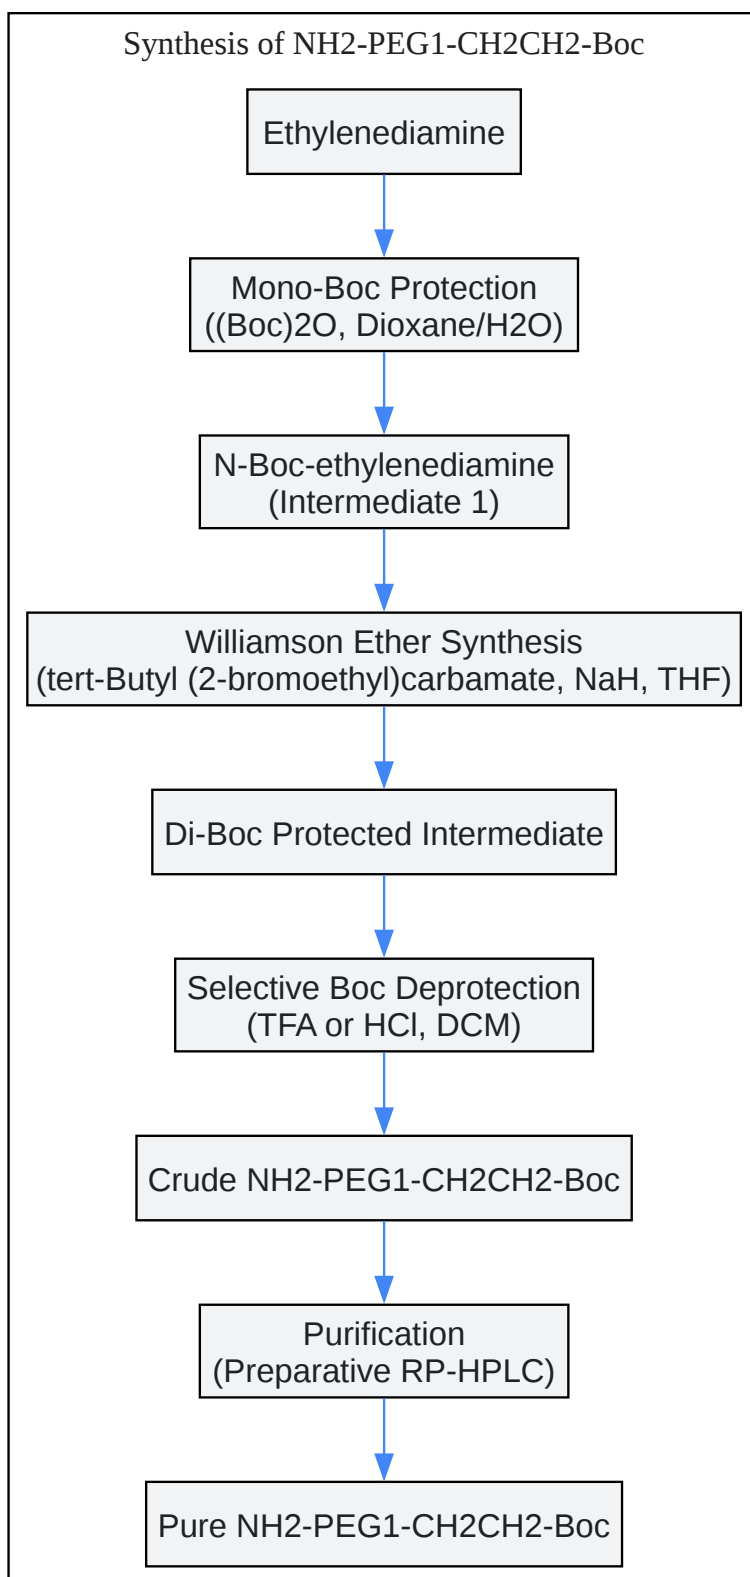 Synthesis of NH2-PEG1-CH2CH2-Boc
Ethylenediamine
Mono-Boc Protection
((Boc)2O, Dioxane/H2O)
N-Boc-ethylenediamine
(Intermediate 1)
Williamson Ether Synthesis
(tert-Butyl (2-bromoethyl)carbamate, NaH, THF)
Di-Boc Protected Intermediate
Selective Boc Deprotection
(TFA or HCl, DCM)
Crude NH2-PEG1-CH2CH2-Boc
Purification
(Preparative RP-HPLC)
Pure NH2-PEG1-CH2CH2-Boc